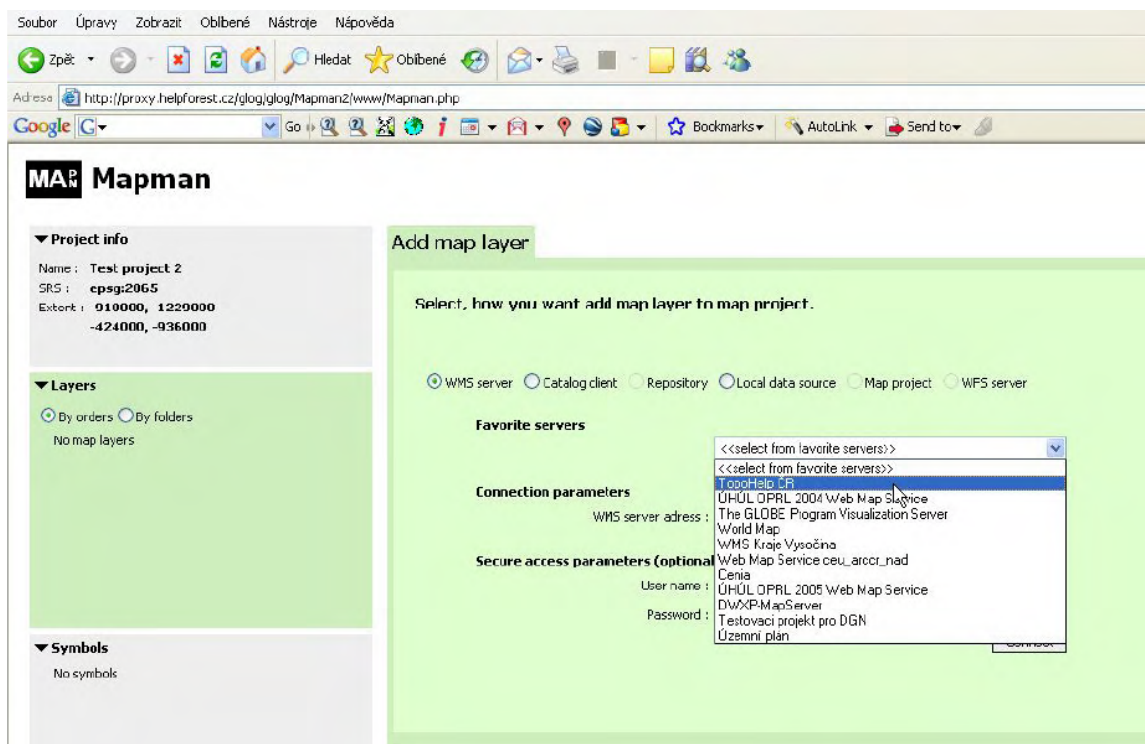 Soubor Úpravy Zobrazit Oblíbené Nástroje Nápověda
Zpět Hledat Oblíbené
Adresa http://proxy.helpforest.cz/glog/glog/Mapman2/www/Mapman.php
Google G Go Bookmarks AutoLink Send to
MAP Mapman
Project info
Name : Test project 2
SRS : epsg:2065
Extent : 910000, 1229000
-424000, -936000
Layers
By orders By folders
No map layers
Symbols
No symbols
Add map layer
Select, how you want add map layer to map project.
WMS server Catalog client Repository Local data source Map project WFS server
Favorite servers
<<select from favorite servers>>
<<select from favorite servers>>
TopoHelp ČR
ÚHÚL OPRL 2004 Web Map Service
The GLOBE Program Visualization Server
World Map
WMS Kraje Vysočina
Web Map Service ceu_arccr_nad
Cenia
ÚHÚL OPRL 2005 Web Map Service
DWXP-MapServer
Testovaci projekt pro DGN
Územní plán
Connection parameters
WMS server adress :
Secure access parameters (optional
User name :
Password :